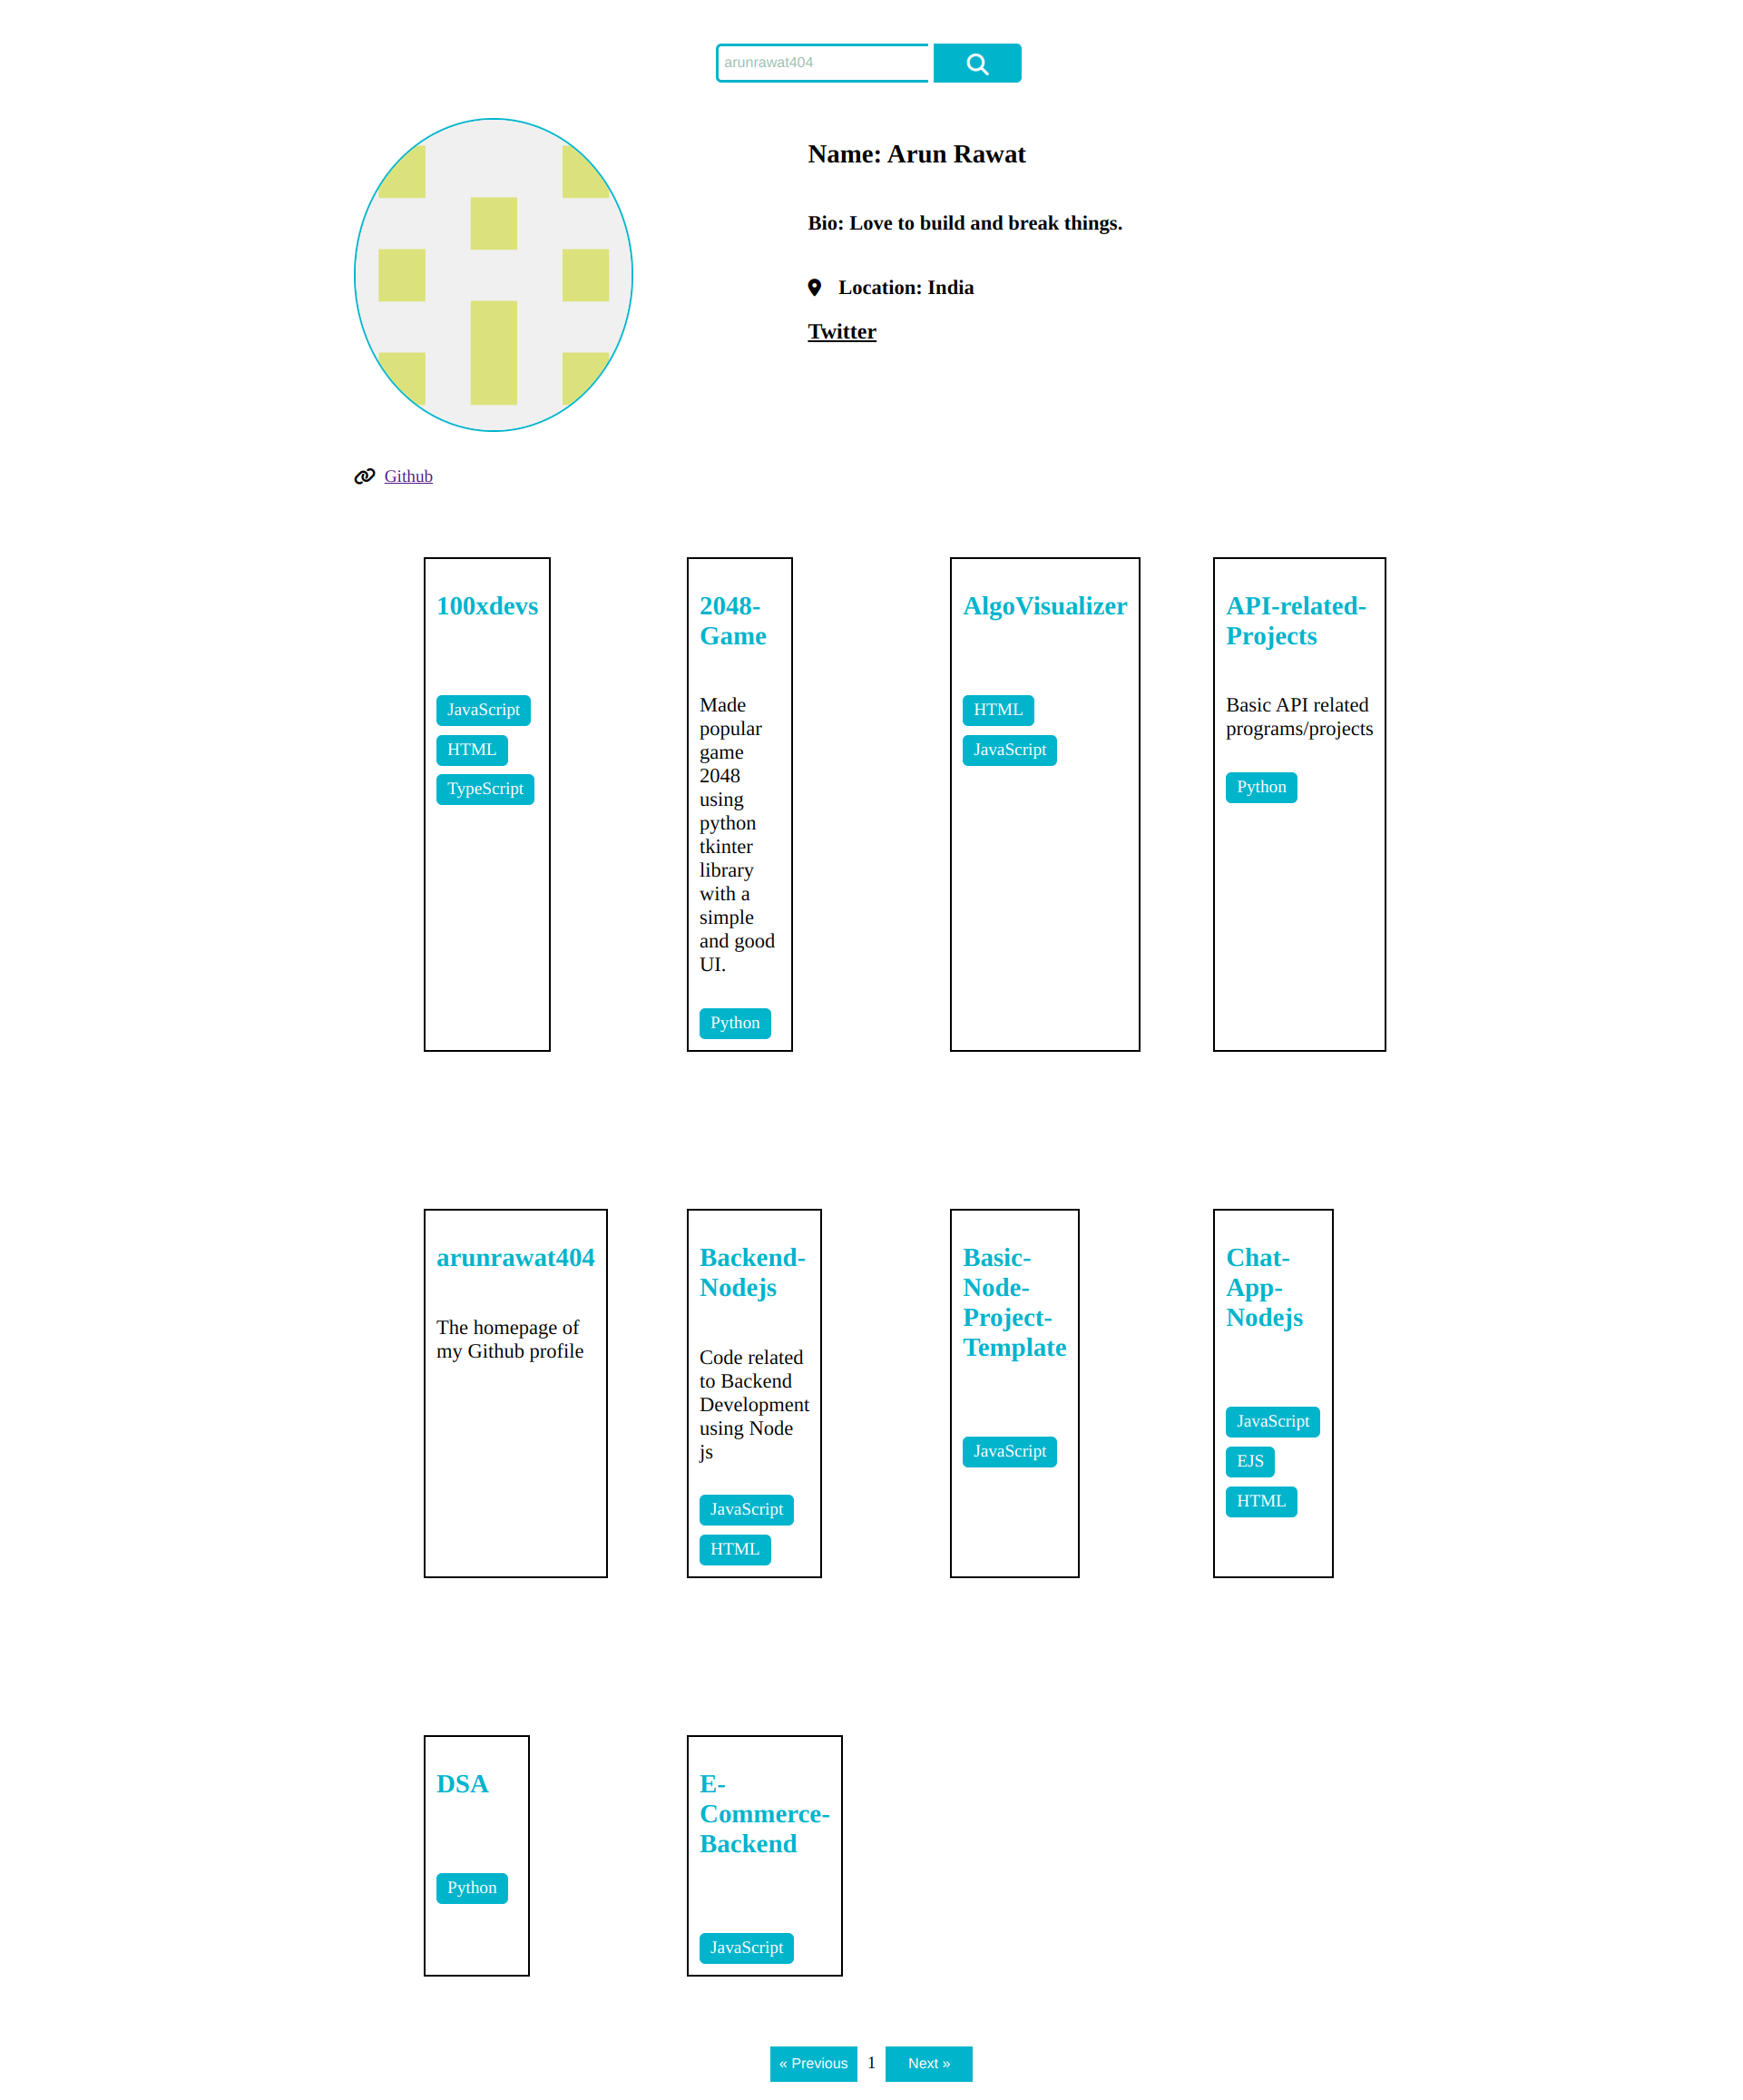 arunrawat404
Name: Arun Rawat
Bio: Love to build and break things.
Location: India
Twitter
Github
100xdevs
JavaScript
HTML
TypeScript
2048-
Game
Made
popular
game
2048
using
python
tkinter
library
with a
simple
and good
UI.
Python
AlgoVisualizer
HTML
JavaScript
API-related-
Projects
Basic API related
programs/projects
Python
arunrawat404
The homepage of
my Github profile
Backend-
Nodejs
Code related
to Backend
Development
using Node
js
JavaScript
HTML
Basic-
Node-
Project-
Template
JavaScript
Chat-
App-
Nodejs
JavaScript
EJS
HTML
DSA
Python
E-
Commerce-
Backend
JavaScript
« Previous 1 Next »